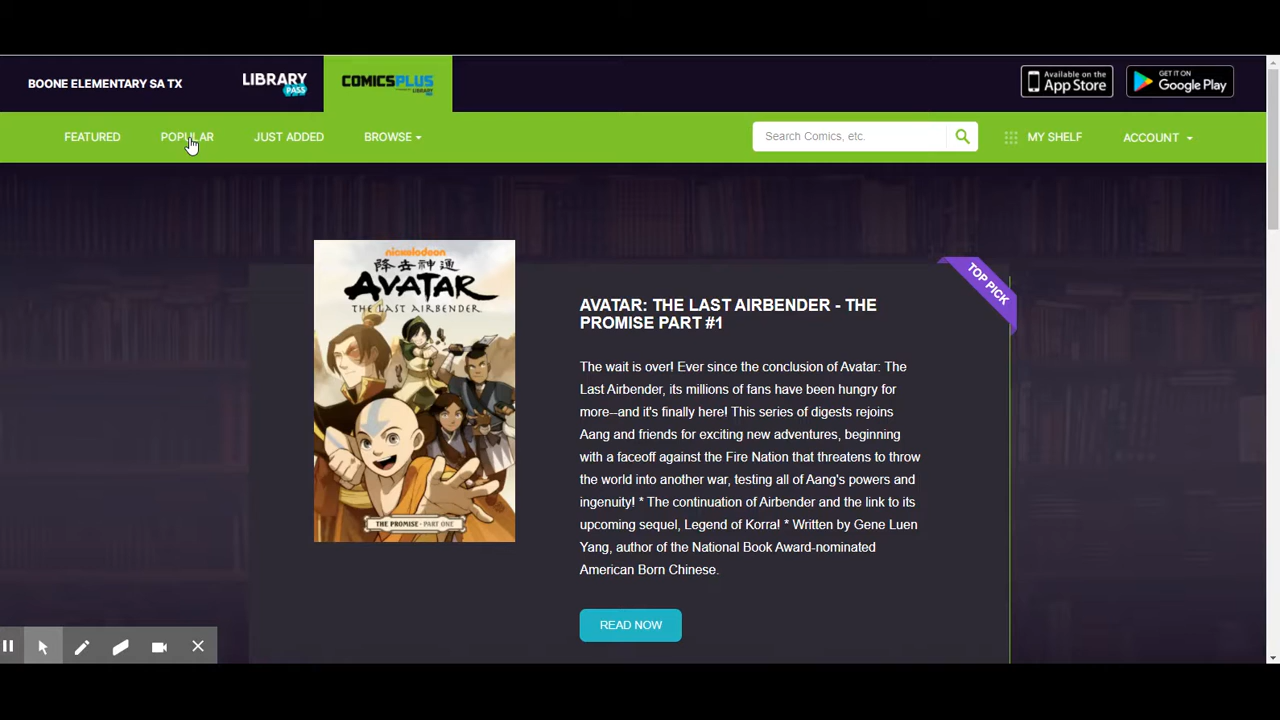 BOONE ELEMENTARY SA TX
LIBRARY
PASS
COMICSPLUS
Available on the
App Store
GET IT ON
Google Play
FEATURED
POPULAR
JUST ADDED
BROWSE
Search Comics, etc.
MY SHELF
ACCOUNT
nickelodeon
降去神通
AVATAR
THE LAST AIRBENDER
THE PROMISE · PART ONE
TOP PICK
AVATAR: THE LAST AIRBENDER - THE
PROMISE PART #1
The wait is over! Ever since the conclusion of Avatar: The
Last Airbender, its millions of fans have been hungry for
more--and it's finally here! This series of digests rejoins
Aang and friends for exciting new adventures, beginning
with a faceoff against the Fire Nation that threatens to throw
the world into another war, testing all of Aang's powers and
ingenuity! * The continuation of Airbender and the link to its
upcoming sequel, Legend of Korra! * Written by Gene Luen
Yang, author of the National Book Award-nominated
American Born Chinese.
READ NOW